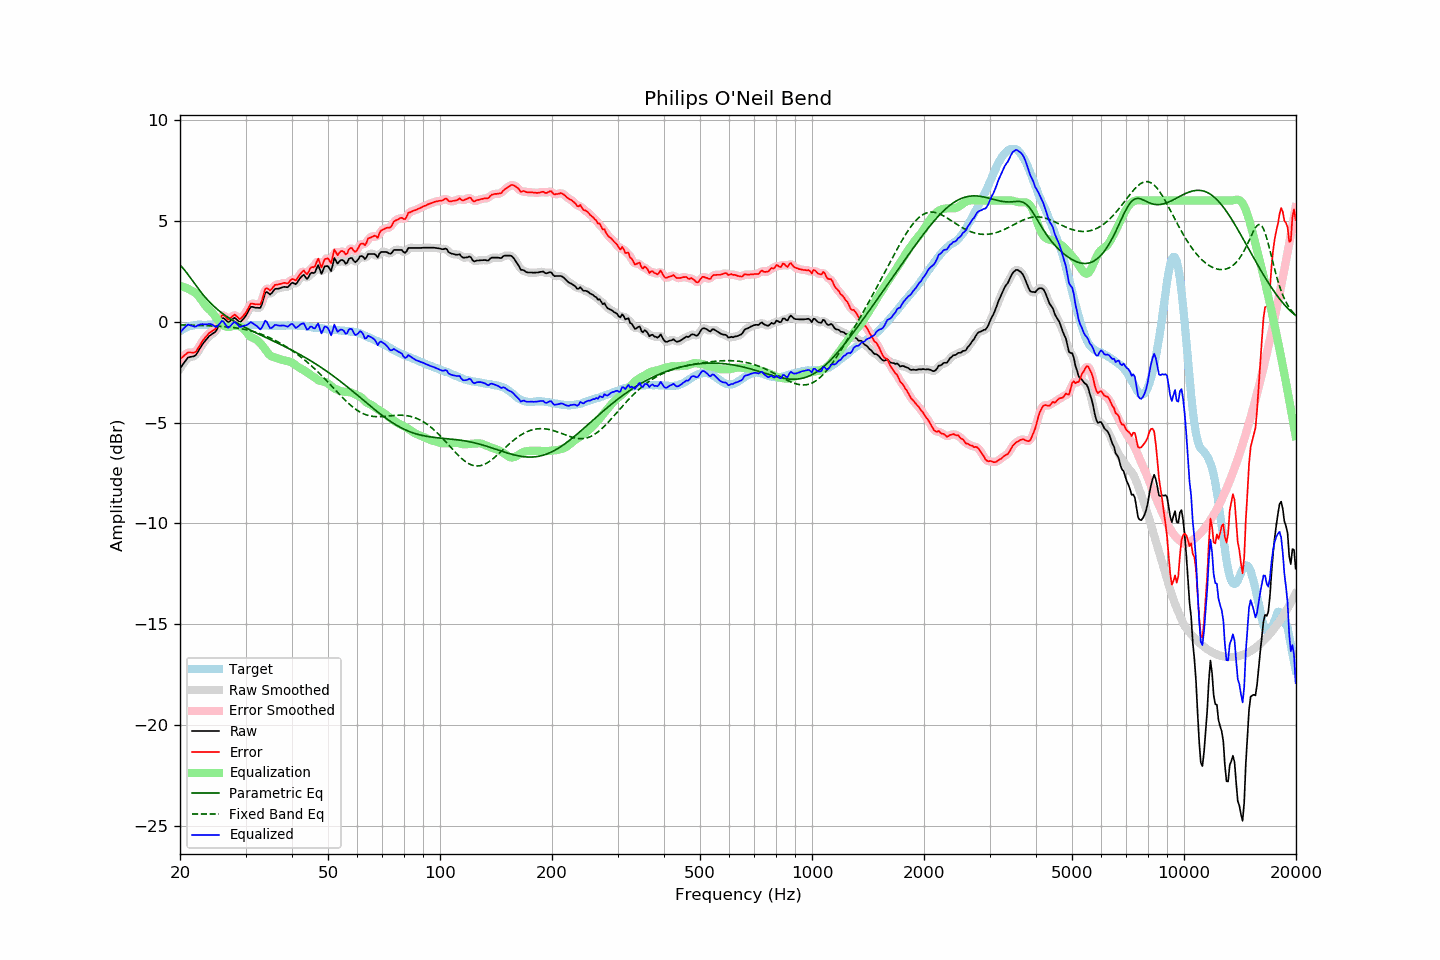 Philips O'Neil Bend
10
5
0
−5
−10
−15
−20
−25
Amplitude (dBr)
Target
Raw Smoothed
Error Smoothed
Raw
Error
Equalization
Parametric Eq
Fixed Band Eq
Equalized
20 50 100 200 500 1000 2000 5000 10000 20000
Frequency (Hz)